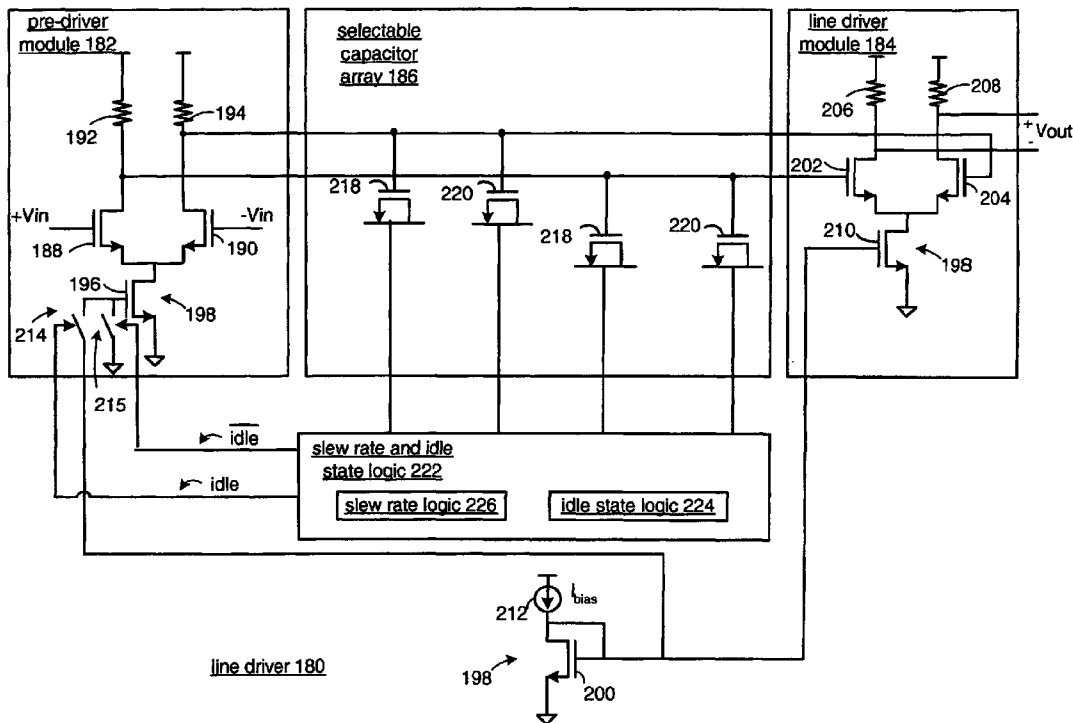 pre-driver
module 182
192
194
+Vin
-Vin
188
190
196
198
214
215
selectable
capacitor
array 186
218
220
218
220
line driver
module 184
206
208
+
Vout
-
202
204
210
198
idle
idle
slew rate and idle
state logic 222
slew rate logic 226
idle state logic 224
212
Ibias
198
200
line driver 180